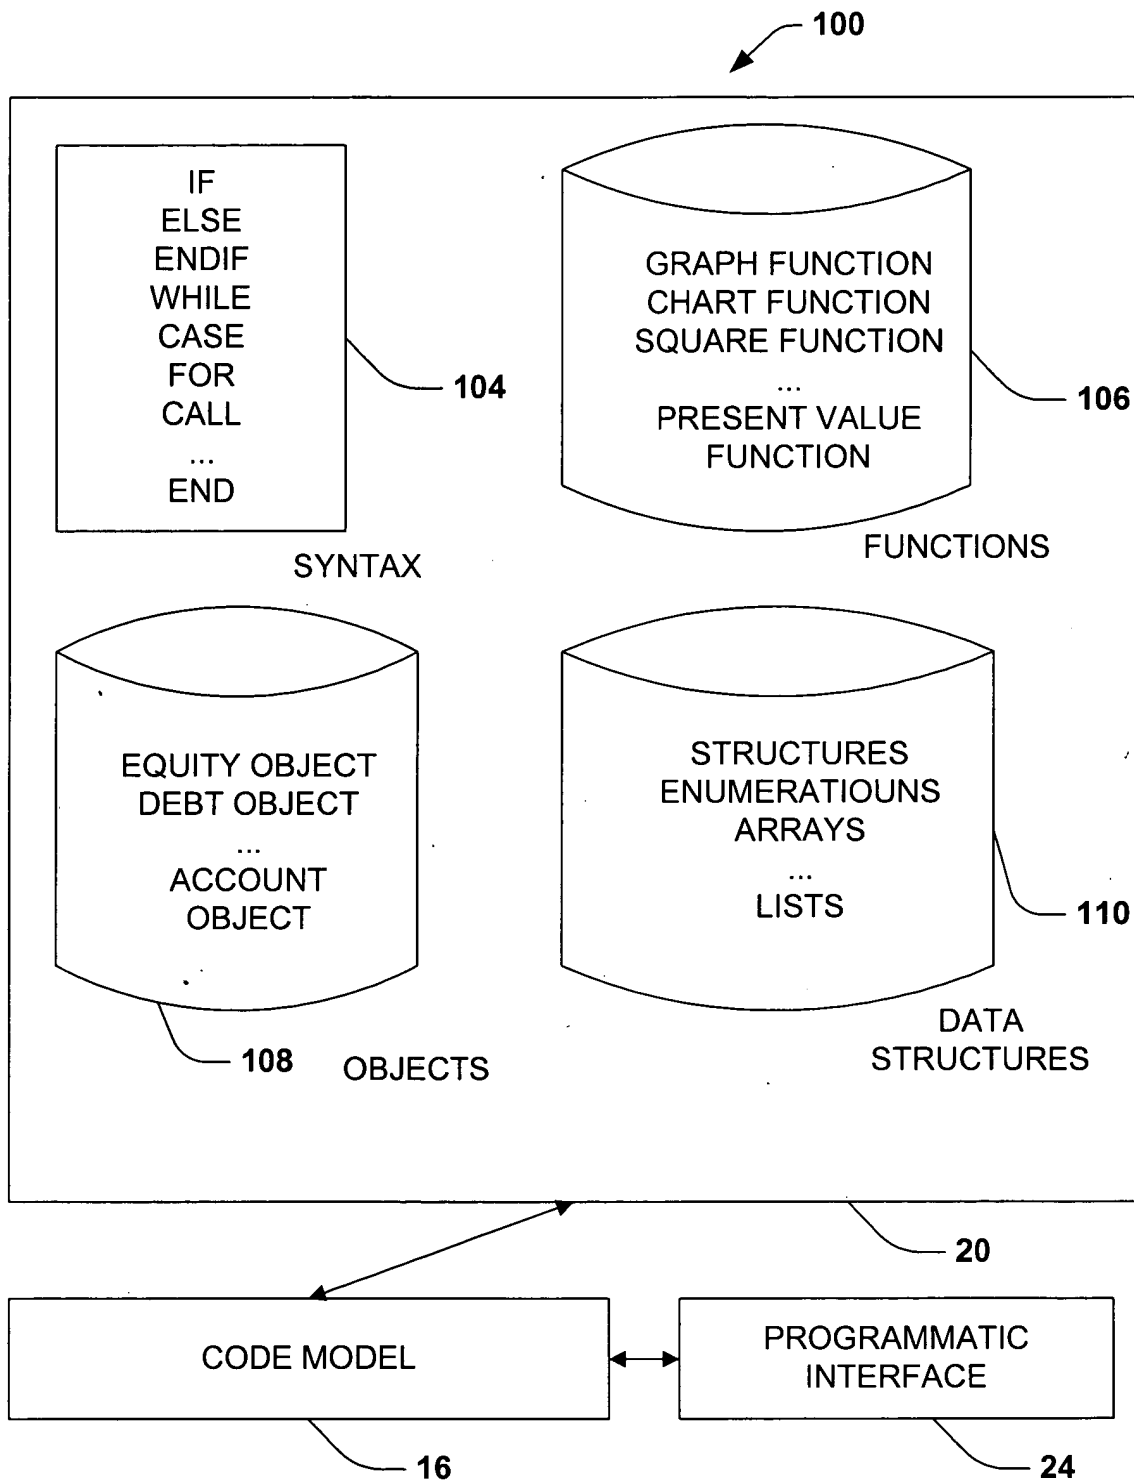 100
IF
ELSE
ENDIF
WHILE
CASE
FOR
CALL
...
END
104
SYNTAX
GRAPH FUNCTION
CHART FUNCTION
SQUARE FUNCTION
...
PRESENT VALUE
FUNCTION
106
FUNCTIONS
EQUITY OBJECT
DEBT OBJECT
...
ACCOUNT
OBJECT
108
OBJECTS
STRUCTURES
ENUMERATIOUNS
ARRAYS
...
LISTS
110
DATA
STRUCTURES
20
CODE MODEL
16
PROGRAMMATIC
INTERFACE
24